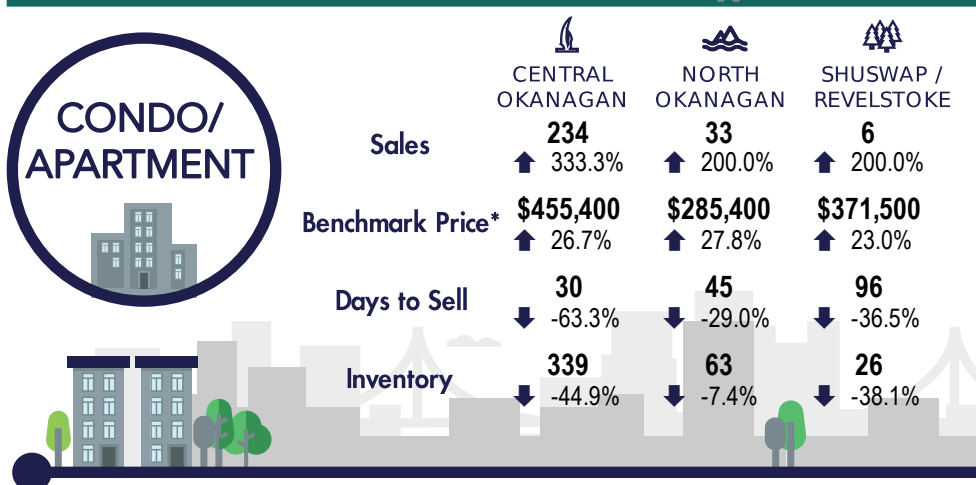 CONDO/
APARTMENT
CENTRAL
OKANAGAN
NORTH
OKANAGAN
SHUSWAP /
REVELSTOKE
Sales
234
333.3%
33
200.0%
6
200.0%
Benchmark Price*
$455,400
26.7%
$285,400
27.8%
$371,500
23.0%
Days to Sell
30
-63.3%
45
-29.0%
96
-36.5%
Inventory
339
-44.9%
63
-7.4%
26
-38.1%